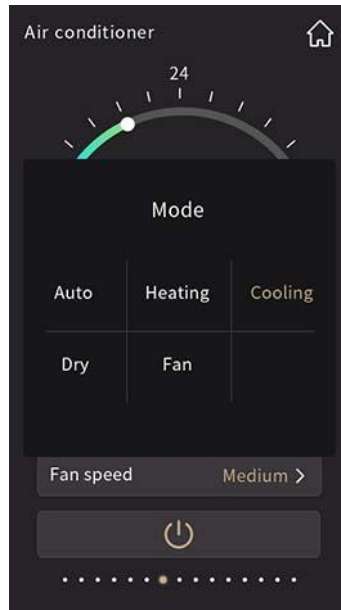 Air conditioner
24
Mode
Auto Heating Cooling
Dry Fan
Fan speed Medium >